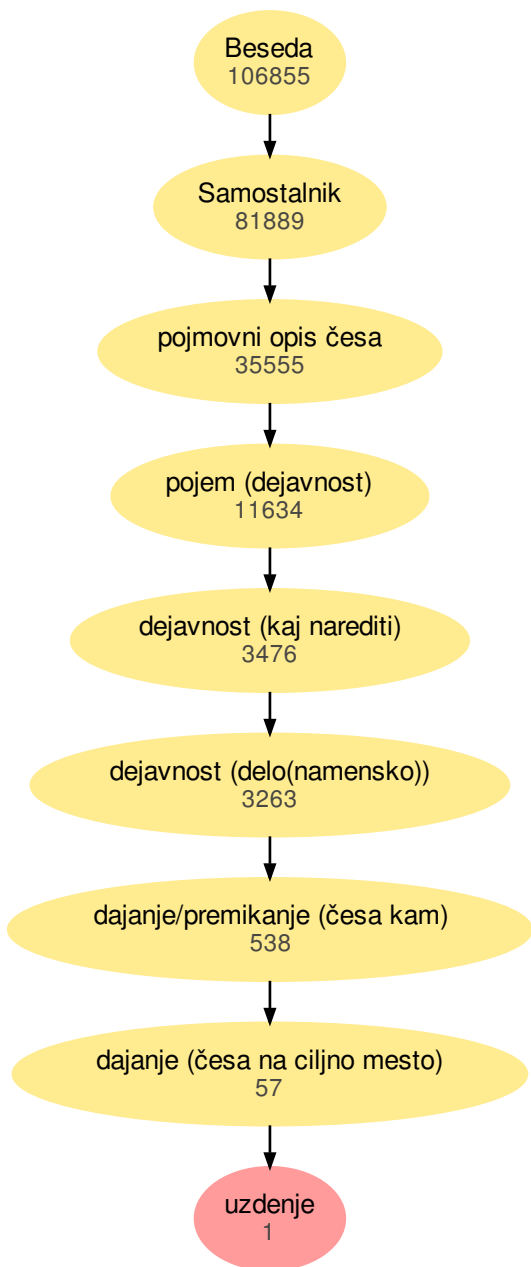 Beseda
106855
Samostalnik
81889
pojmovni opis česa
35555
pojem (dejavnost)
11634
dejavnost (kaj narediti)
3476
dejavnost (delo(namensko))
3263
dajanje/premikanje (česa kam)
538
dajanje (česa na ciljno mesto)
57
uzdenje
1